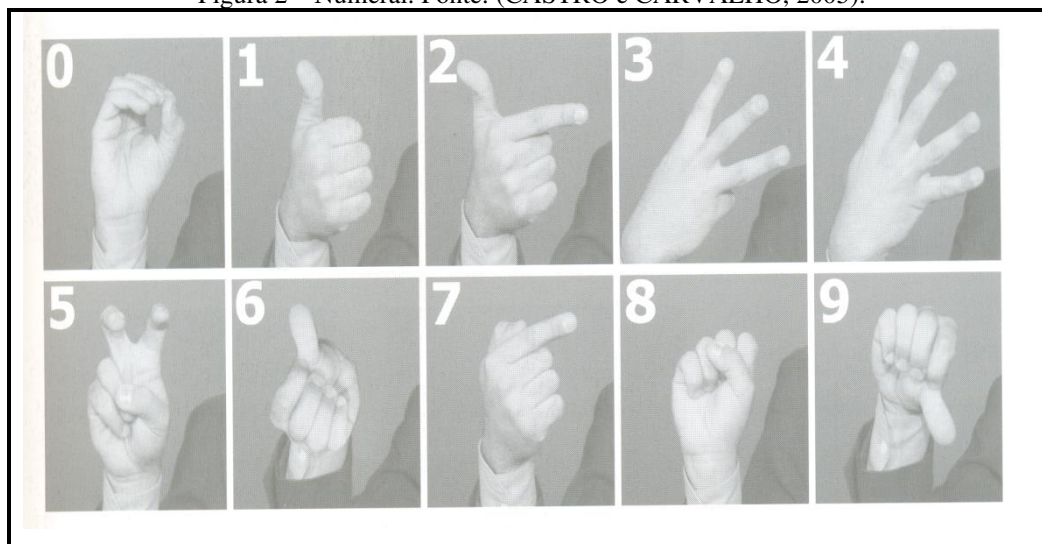 Figura 2 – Numeral. Fonte: (CASTRO e CARVALHO, 2005).
0 1 2 3 4
5 6 7 8 9